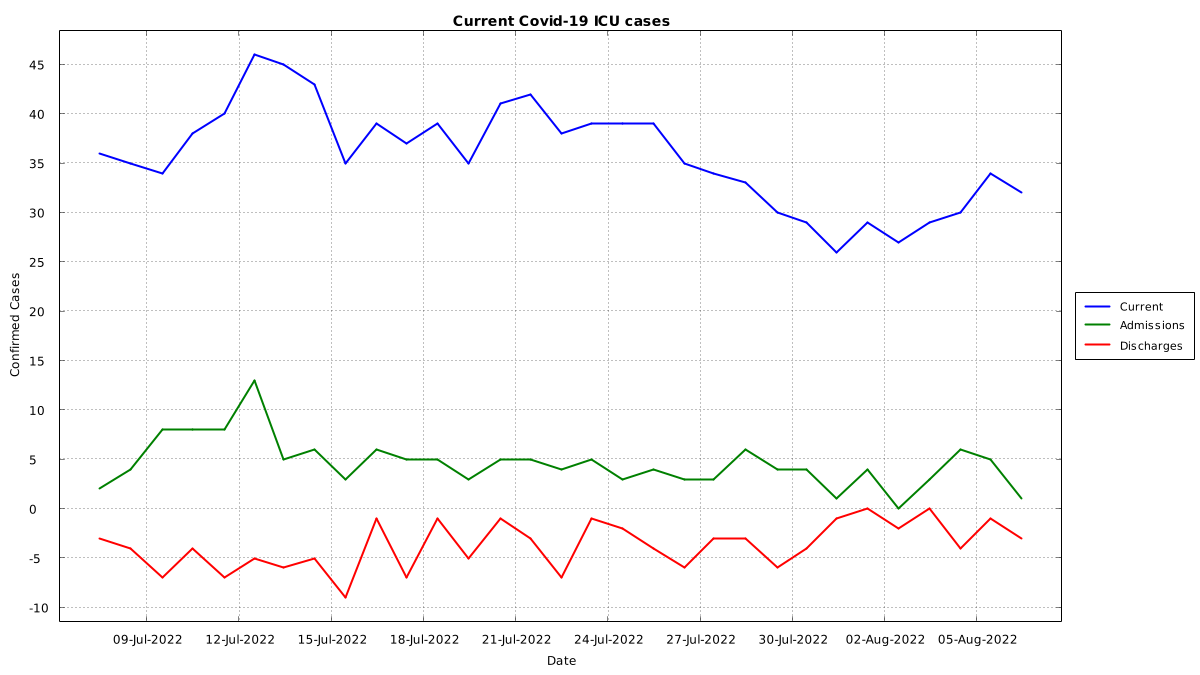 Current Covid-19 ICU cases
45
40
35
30
25
20
15
10
5
0
-5
-10
Confirmed Cases
09-Jul-2022 12-Jul-2022 15-Jul-2022 18-Jul-2022 21-Jul-2022 24-Jul-2022 27-Jul-2022 30-Jul-2022 02-Aug-2022 05-Aug-2022
Date
Current
Admissions
Discharges